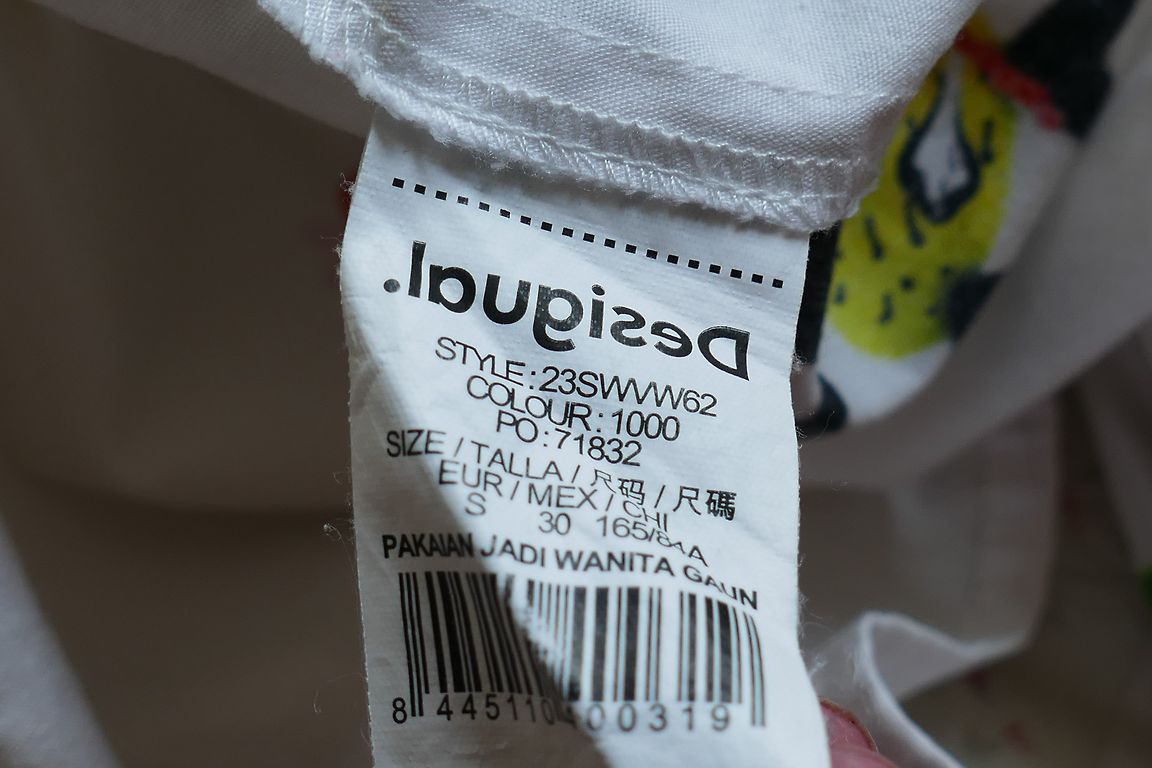 Desigual.
STYLE : 23SWVW62
COLOUR : 1000
PO : 71832
SIZE / TALLA / 尺码 / 尺碼
EUR / MEX / CHI
S 30 165/84A
PAKAIAN JADI WANITA GAUN
8 445110 400319